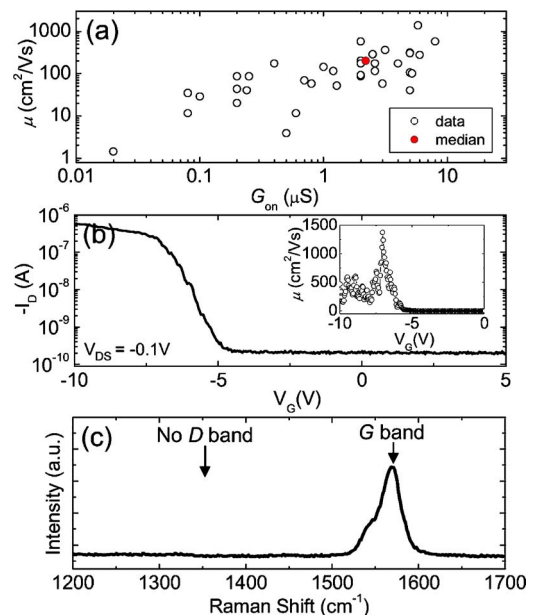 (a)
1000
100
10
1
μ (cm²/Vs)
data
median
0.01 0.1 1 10
G_on (μS)
(b)
10⁻⁶
10⁻⁷
10⁻⁸
10⁻⁹
10⁻¹⁰
-I_D (A)
V_DS = -0.1V
1500
1000
500
0
μ (cm²/Vs)
-10 -5 0
V_G(V)
-10 -5 0 5
V_G(V)
(c)
No D band
G band
Intensity (a.u.)
1200 1300 1400 1500 1600 1700
Raman Shift (cm⁻¹)